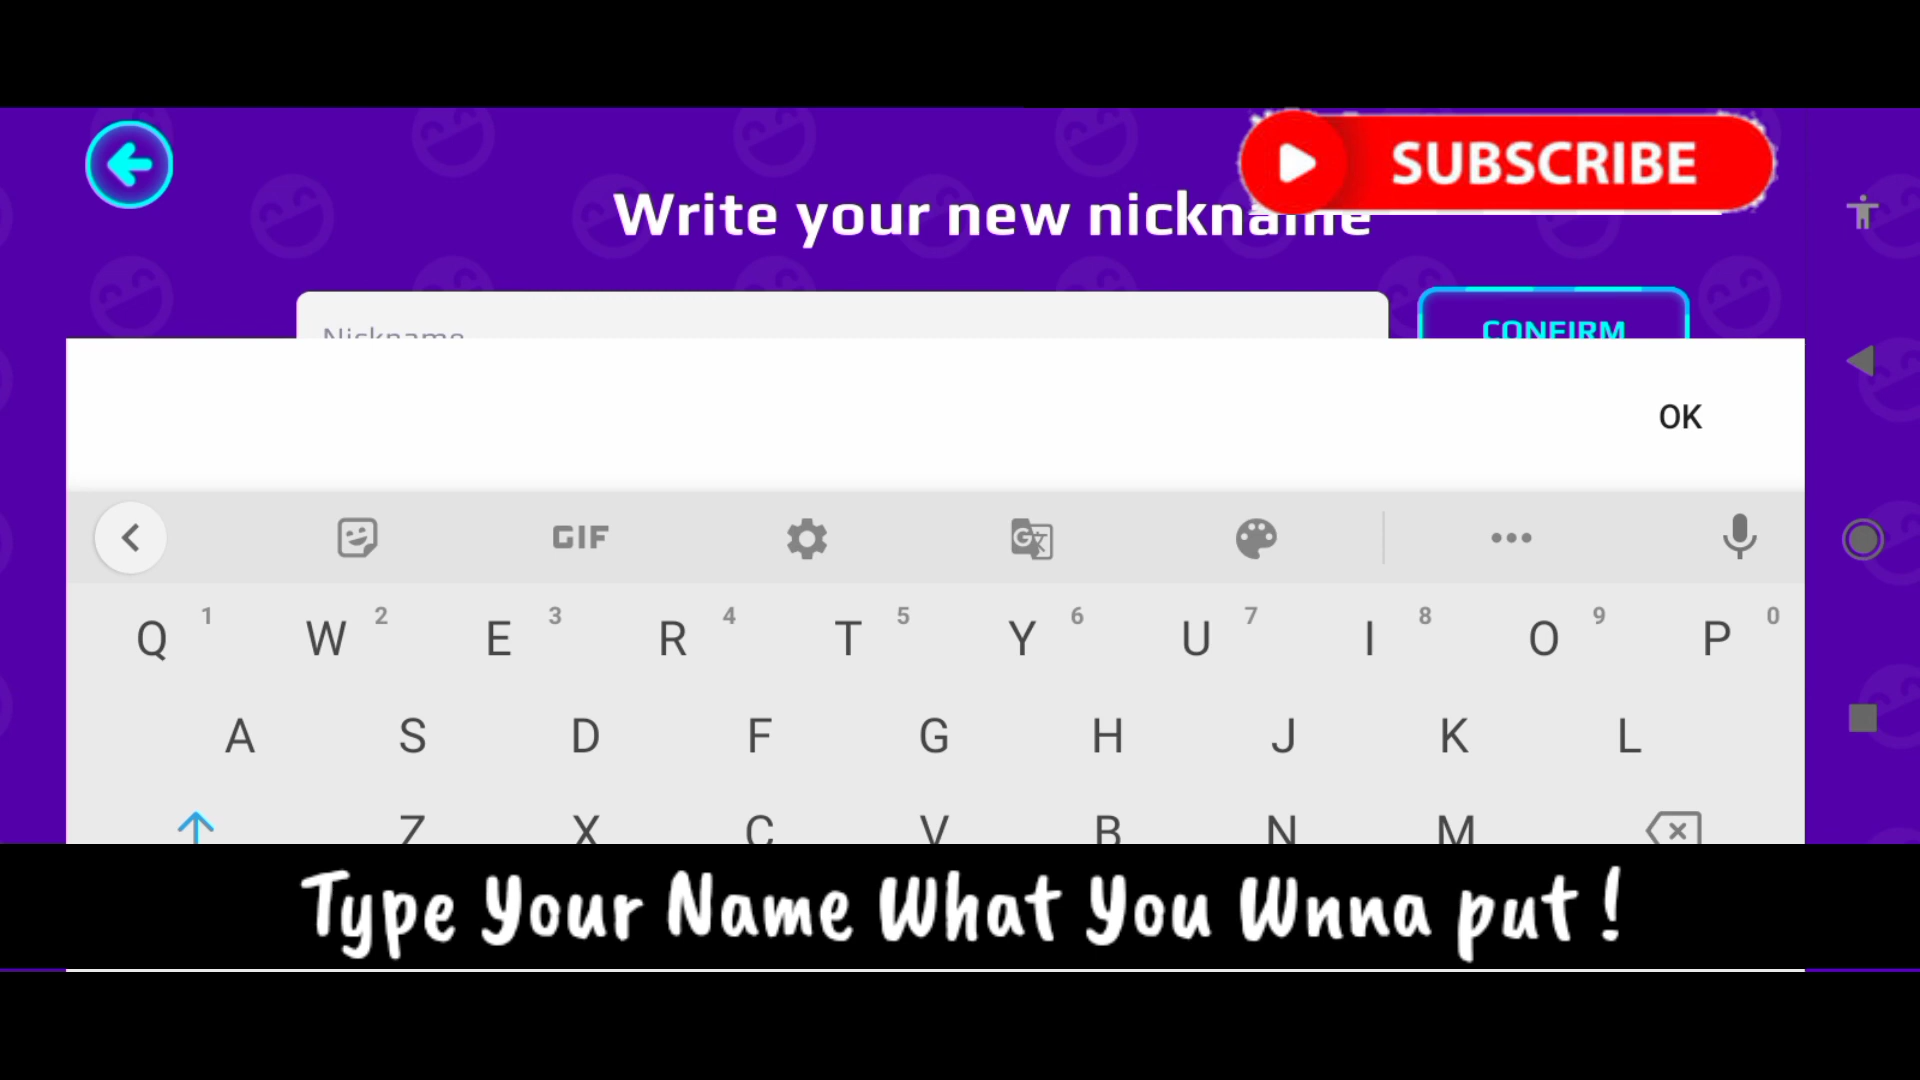 SUBSCRIBE
Write your new nickname
Nickname
CONFIRM
OK
GIF
G
Q 1 W 2 E 3 R 4 T 5 Y 6 U 7 I 8 O 9 P 0
A S D F G H J K L
Z X C V B N M
Type Your Name What You Wnna put !